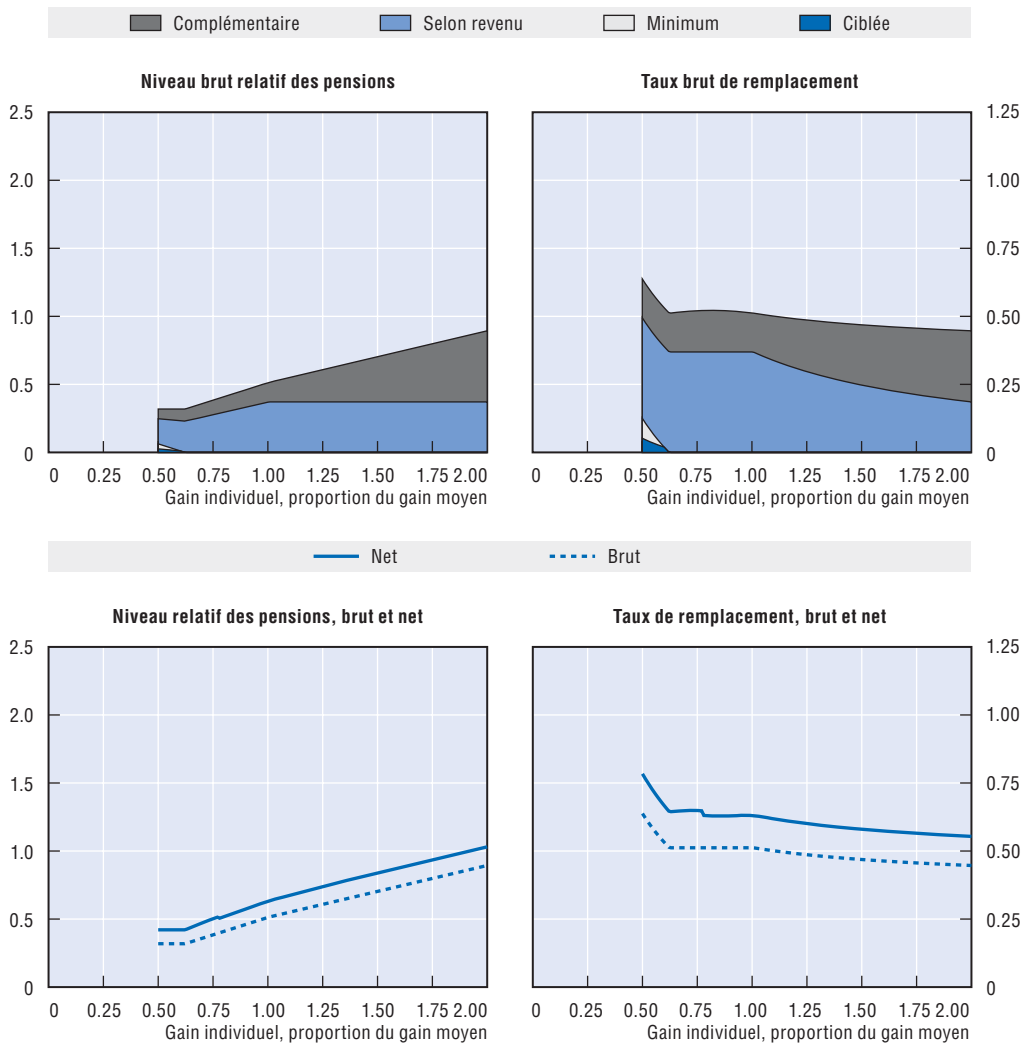 Complémentaire Selon revenu Minimum Ciblée
Niveau brut relatif des pensions
2.5
2.0
1.5
1.0
0.5
0
0 0.25 0.50 0.75 1.00 1.25 1.50 1.75 2.00
Gain individuel, proportion du gain moyen
Taux brut de remplacement
1.25
1.00
0.75
0.50
0.25
0
0 0.25 0.50 0.75 1.00 1.25 1.50 1.75 2.00
Gain individuel, proportion du gain moyen
Net Brut
Niveau relatif des pensions, brut et net
2.5
2.0
1.5
1.0
0.5
0
0 0.25 0.50 0.75 1.00 1.25 1.50 1.75 2.00
Gain individuel, proportion du gain moyen
Taux de remplacement, brut et net
1.25
1.00
0.75
0.50
0.25
0
0 0.25 0.50 0.75 1.00 1.25 1.50 1.75 2.00
Gain individuel, proportion du gain moyen